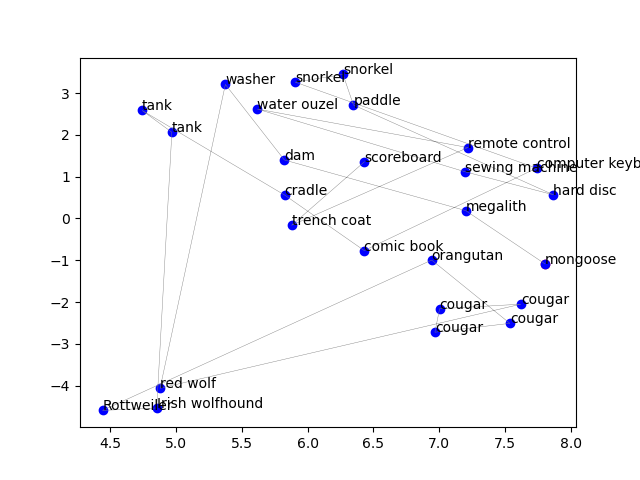 snorkel
snorkel
washer
paddle
tank
water ouzel
tank
remote control
dam
scoreboard
sewing machine
computer keyb
cradle
hard disc
trench coat
megalith
comic book
orangutan
mongoose
cougar
cougar
cougar
cougar
red wolf
Rottweiler
Irish wolfhound
3
2
1
0
−1
−2
−3
−4
4.5 5.0 5.5 6.0 6.5 7.0 7.5 8.0